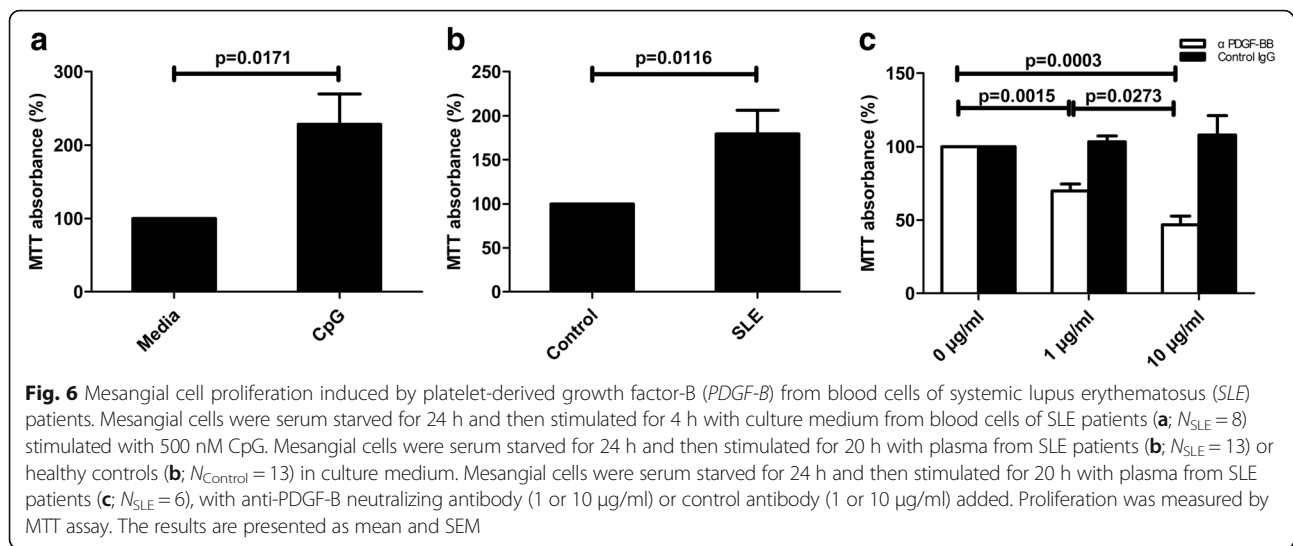 a
p=0.0171
MTT absorbance (%)
300
200
100
0
Media
CpG
b
p=0.0116
MTT absorbance (%)
250
200
150
100
50
0
Control
SLE
c
α PDGF-BB
Control IgG
p=0.0003
p=0.0015
p=0.0273
MTT absorbance (%)
150
100
50
0
0 µg/ml
1 µg/ml
10 µg/ml
Fig. 6 Mesangial cell proliferation induced by platelet-derived growth factor-B (PDGF-B) from blood cells of systemic lupus erythematosus (SLE)
patients. Mesangial cells were serum starved for 24 h and then stimulated for 4 h with culture medium from blood cells of SLE patients (a; NSLE = 8)
stimulated with 500 nM CpG. Mesangial cells were serum starved for 24 h and then stimulated for 20 h with plasma from SLE patients (b; NSLE = 13) or
healthy controls (b; NControl = 13) in culture medium. Mesangial cells were serum starved for 24 h and then stimulated for 20 h with plasma from SLE
patients (c; NSLE = 6), with anti-PDGF-B neutralizing antibody (1 or 10 µg/ml) or control antibody (1 or 10 µg/ml) added. Proliferation was measured by
MTT assay. The results are presented as mean and SEM